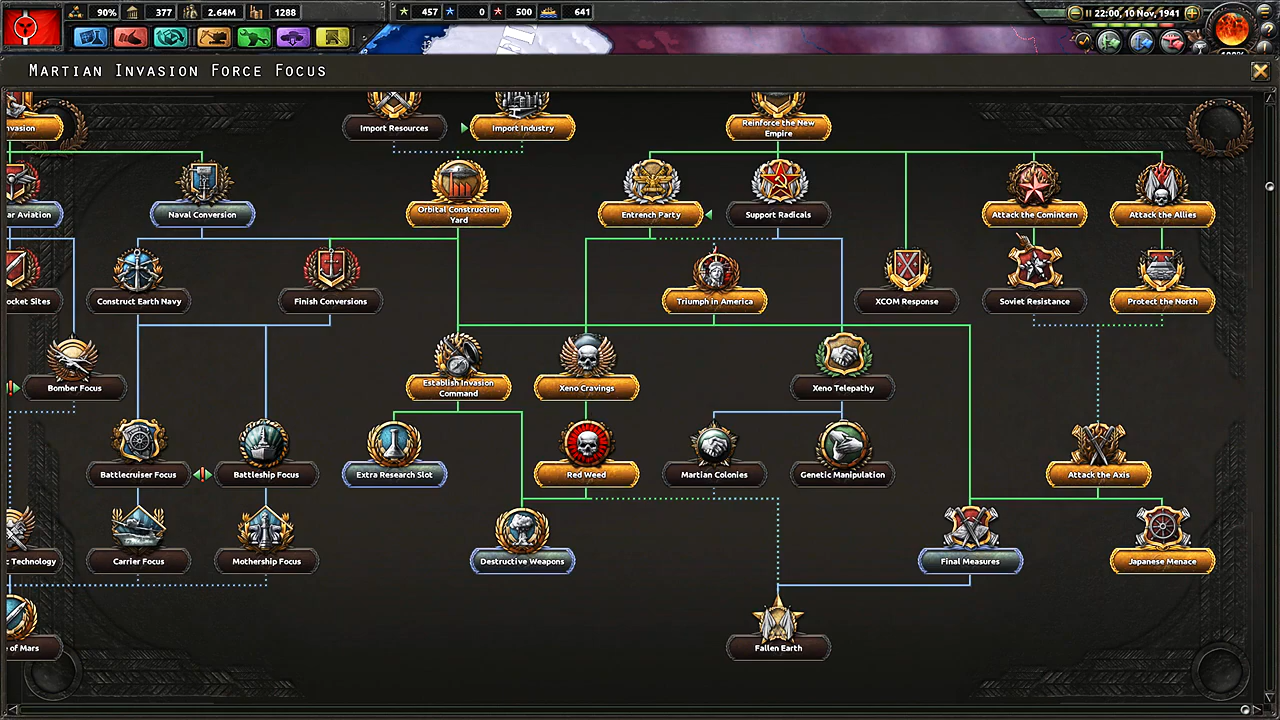 90% 377 2.64M 1288 457 0 500 641 22:00, 10 Nov, 1941
Martian Invasion Force Focus
Import Resources Import Industry Reinforce the New
Empire
Naval Conversion Orbital Construction
Yard
Entrench Party Support Radicals Attack the Comintern Attack the Allies
Construct Earth Navy Finish Conversions Triumph in America XCOM Response Soviet Resistance Protect the North
Bomber Focus Establish Invasion
Command
Xeno Cravings Xeno Telepathy
Battlecruiser Focus Battleship Focus Extra Research Slot Red Weed Martian Colonies Genetic Manipulation Attack the Axis
Technology Carrier Focus Mothership Focus Destructive Weapons Final Measures Japanese Menace
of Mars Fallen Earth